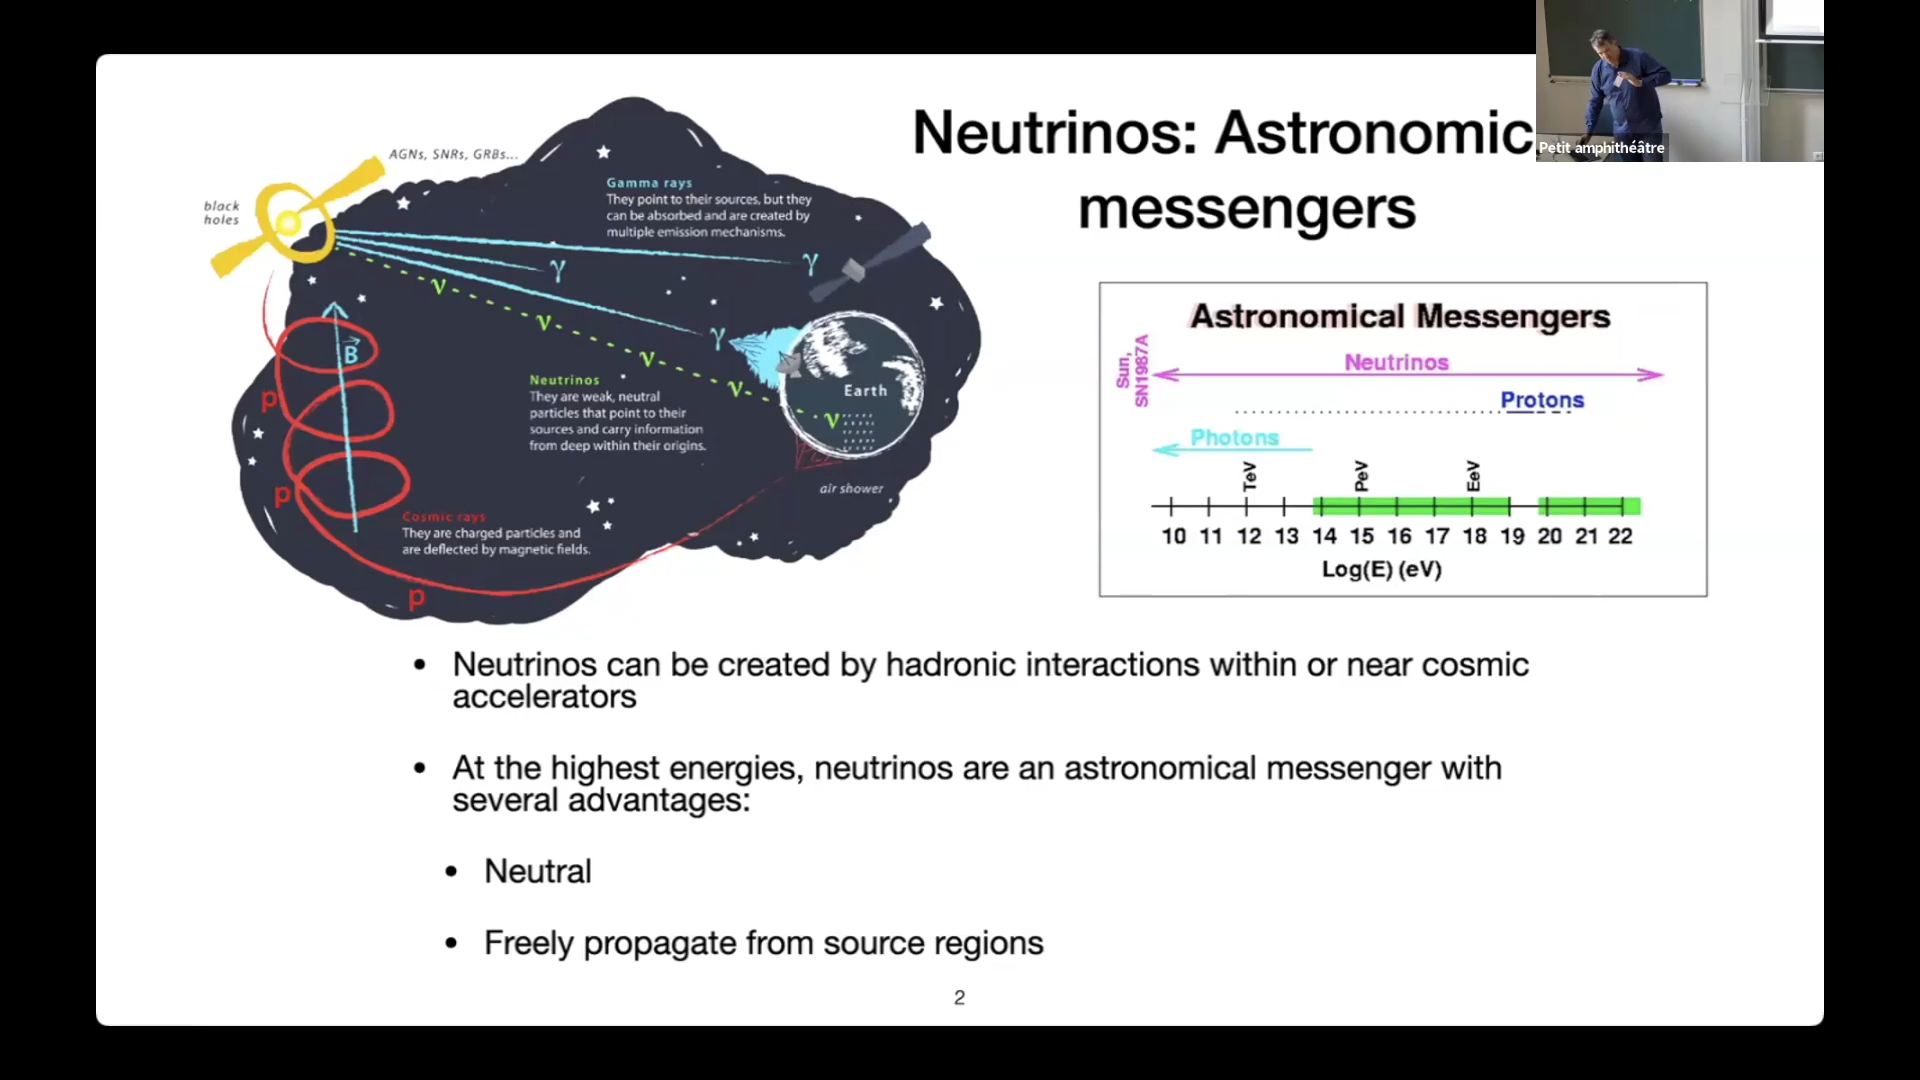 Neutrinos: Astronomic
messengers
Petit amphithéâtre
AGNs, SNRs, GRBs...
black
holes
Gamma rays
They point to their sources, but they
can be absorbed and are created by
multiple emission mechanisms.
γ
γ
γ
ν
ν
ν
ν
ν
B
Earth
Neutrinos
They are weak, neutral
particles that point to their
sources and carry information
from deep within their origins.
p
p
p
air shower
Cosmic rays
They are charged particles and
are deflected by magnetic fields.
Astronomical Messengers
Sun,
SN1987A
Neutrinos
Protons
Photons
TeV PeV EeV
10 11 12 13 14 15 16 17 18 19 20 21 22
Log(E) (eV)
• Neutrinos can be created by hadronic interactions within or near cosmic
accelerators
• At the highest energies, neutrinos are an astronomical messenger with
several advantages:
• Neutral
• Freely propagate from source regions
2